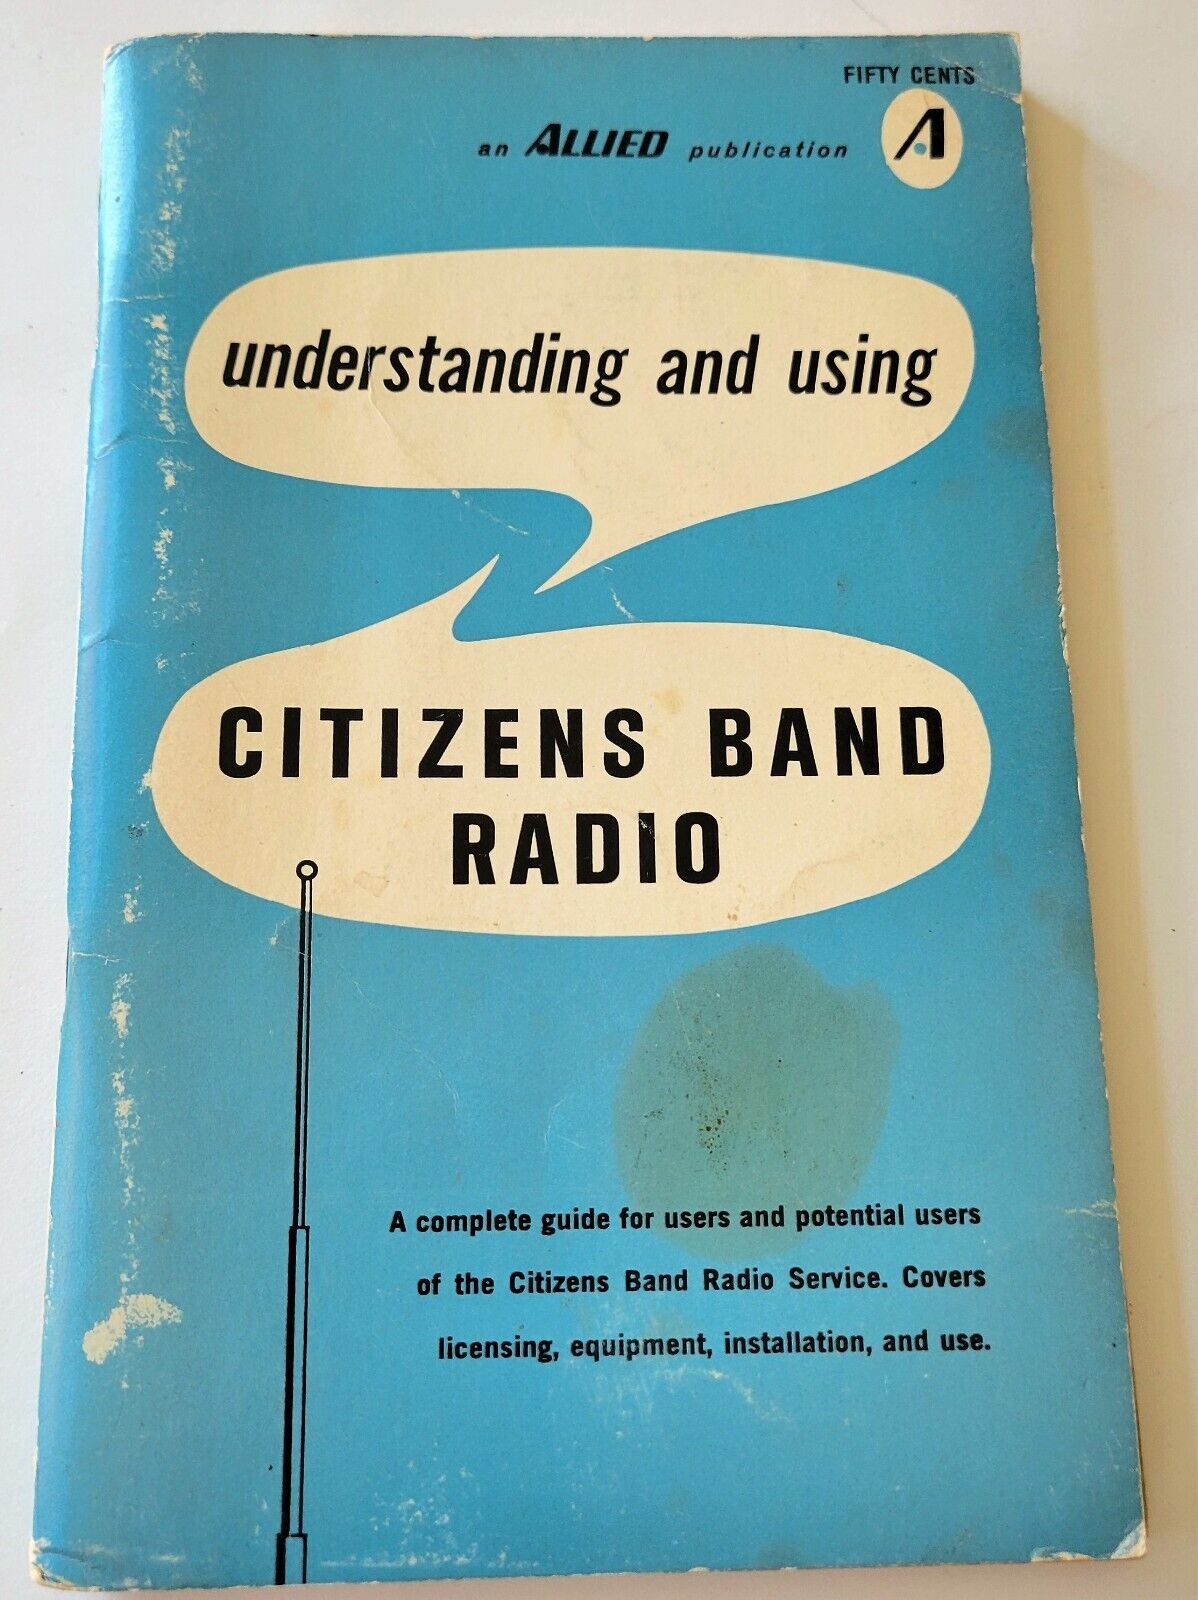 FIFTY CENTS
an ALLIED publication A
understanding and using
CITIZENS BAND
RADIO
A complete guide for users and potential users
of the Citizens Band Radio Service. Covers
licensing, equipment, installation, and use.